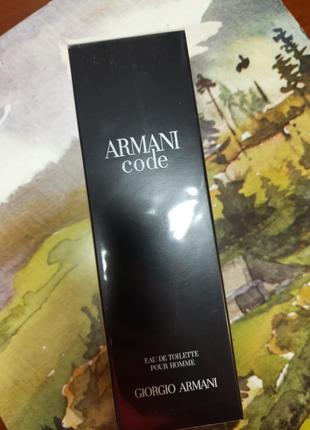 ARMANI
code
EAU DE TOILETTE
POUR HOMME
GIORGIO ARMANI